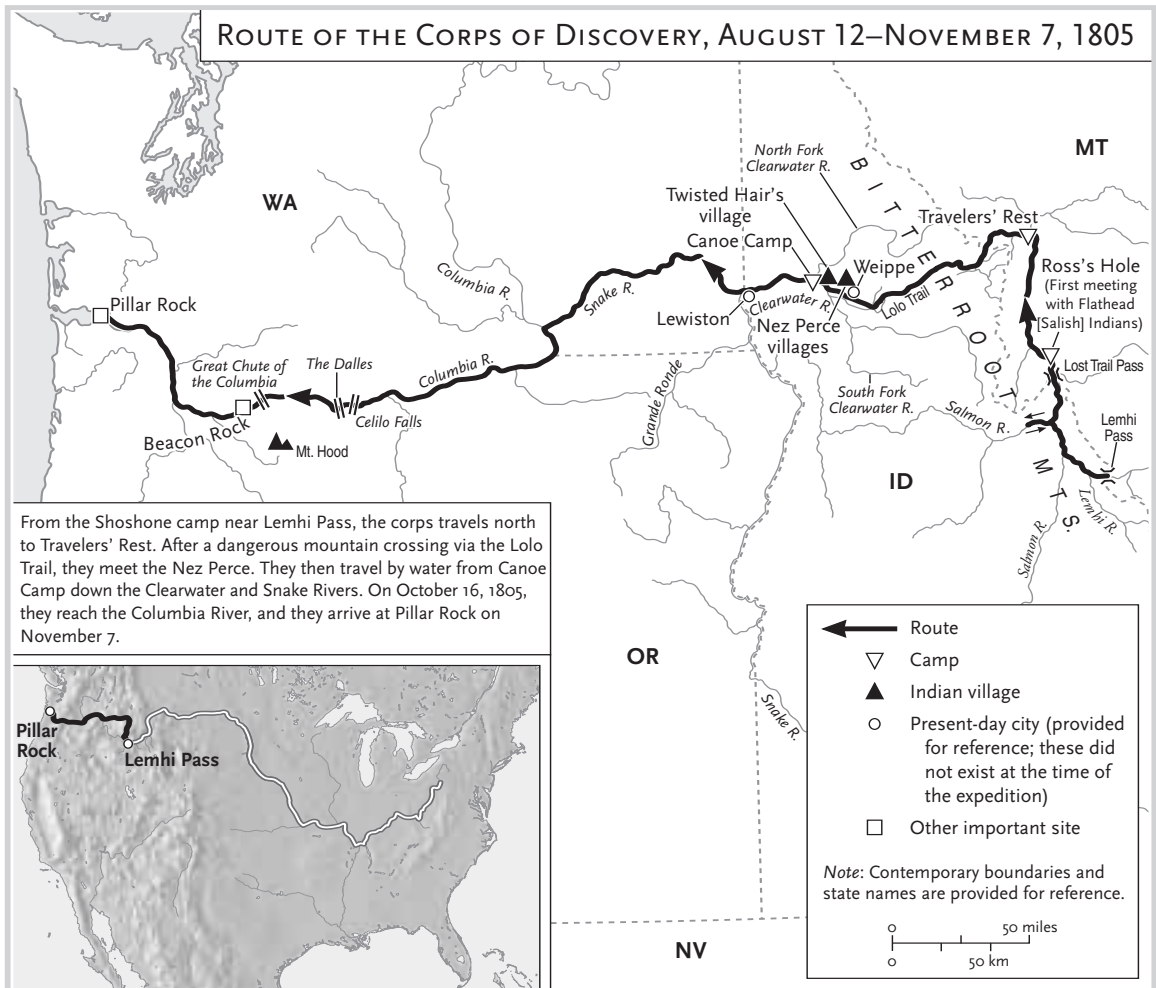 ROUTE OF THE CORPS OF DISCOVERY, AUGUST 12–NOVEMBER 7, 1805
MT
North Fork
Clearwater R.
BITTERROOT MTS.
WA
Twisted Hair's
village
Travelers' Rest
Canoe Camp
Weippe
Ross's Hole
(First meeting
with Flathead
[Salish] Indians)
Columbia R.
Snake R.
Pillar Rock
Lewiston
Clearwater R.
Lolo Trail
Nez Perce
villages
Great Chute of
the Columbia
The Dalles
Columbia R.
Lost Trail Pass
Grande Ronde
South Fork
Clearwater R.
Salmon R.
Lemhi
Pass
Beacon Rock
Celilo Falls
Mt. Hood
ID
Lemhi R.
Salmon R.
From the Shoshone camp near Lemhi Pass, the corps travels north
to Travelers' Rest. After a dangerous mountain crossing via the Lolo
Trail, they meet the Nez Perce. They then travel by water from Canoe
Camp down the Clearwater and Snake Rivers. On October 16, 1805,
they reach the Columbia River, and they arrive at Pillar Rock on
November 7.
OR
Snake R.
NV
Pillar
Rock
Lemhi Pass
Route
Camp
Indian village
Present-day city (provided
for reference; these did
not exist at the time of
the expedition)
Other important site
Note: Contemporary boundaries and
state names are provided for reference.
0 50 miles
0 50 km